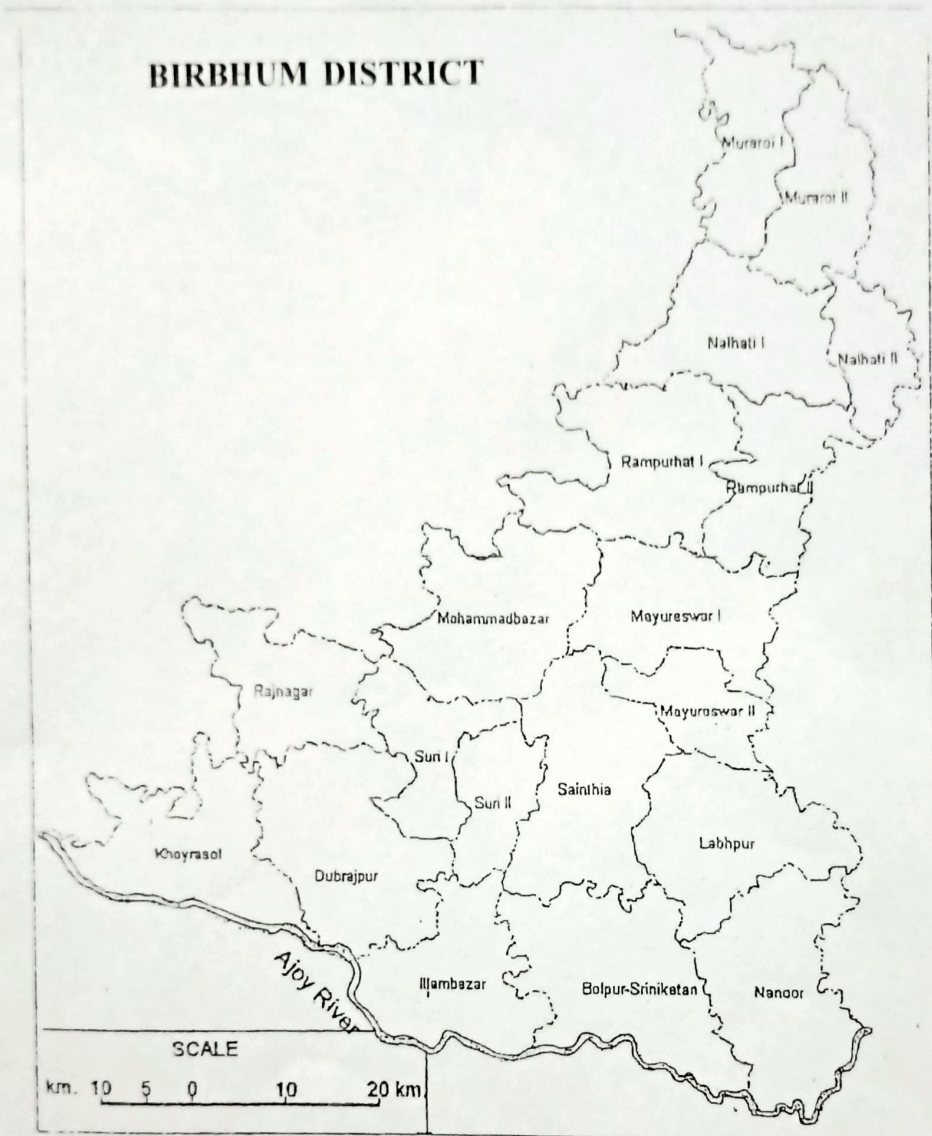 BIRBHUM DISTRICT
Muraroi I
Muraroi II
Nalhati I
Nalhati II
Rampurhat I
Rampurhat II
Mohammadbazar
Mayureswar I
Rajnagar
Mayureswar II
Suri I
Suri II
Sainthia
Labhpur
Khoyrasol
Dubrajpur
Illambazar
Bolpur-Sriniketan
Nanoor
Ajoy River
SCALE
km. 10 5 0 10 20 km.